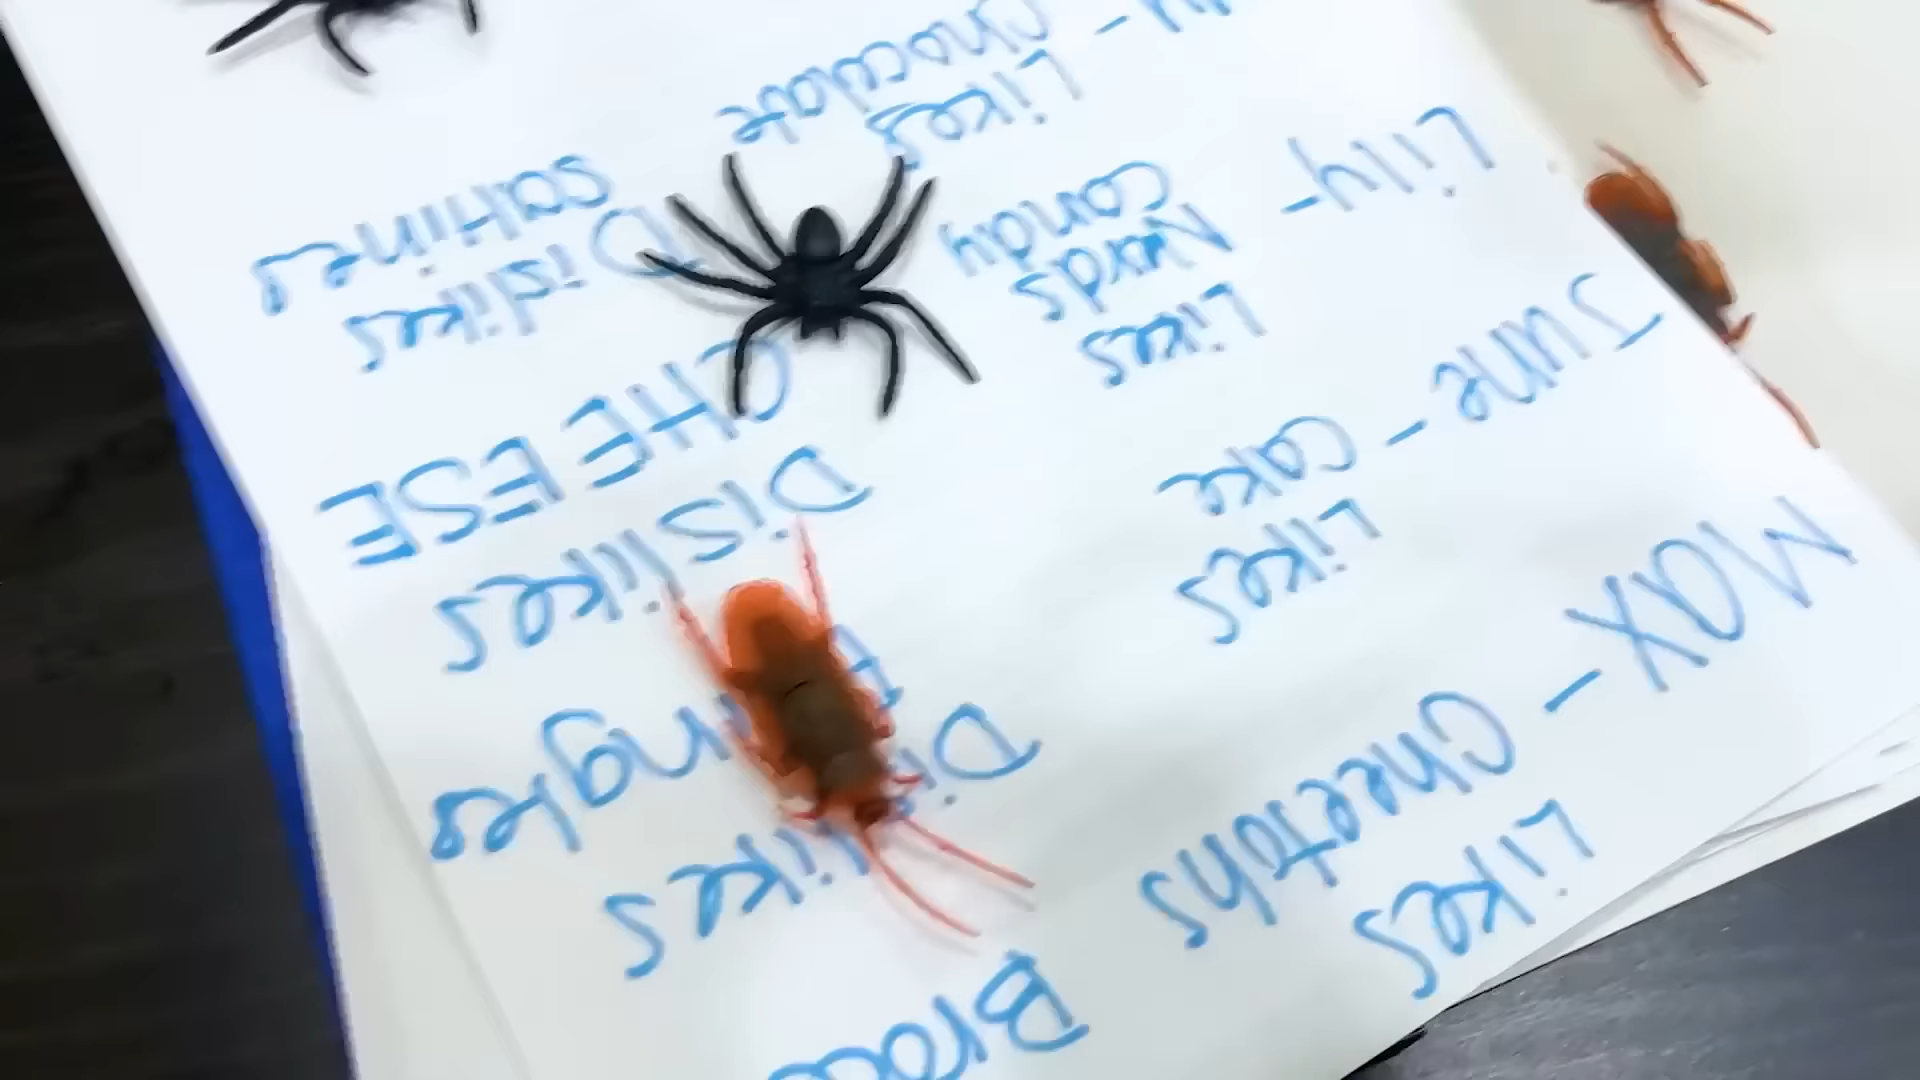 Likes
Max - Cheetohs
Dislikes
Likes
June - Cake
Dislikes
CHEESE
Likes
Nerds
Lily - candy
Dislikes
saltines
Likes
Chocolate